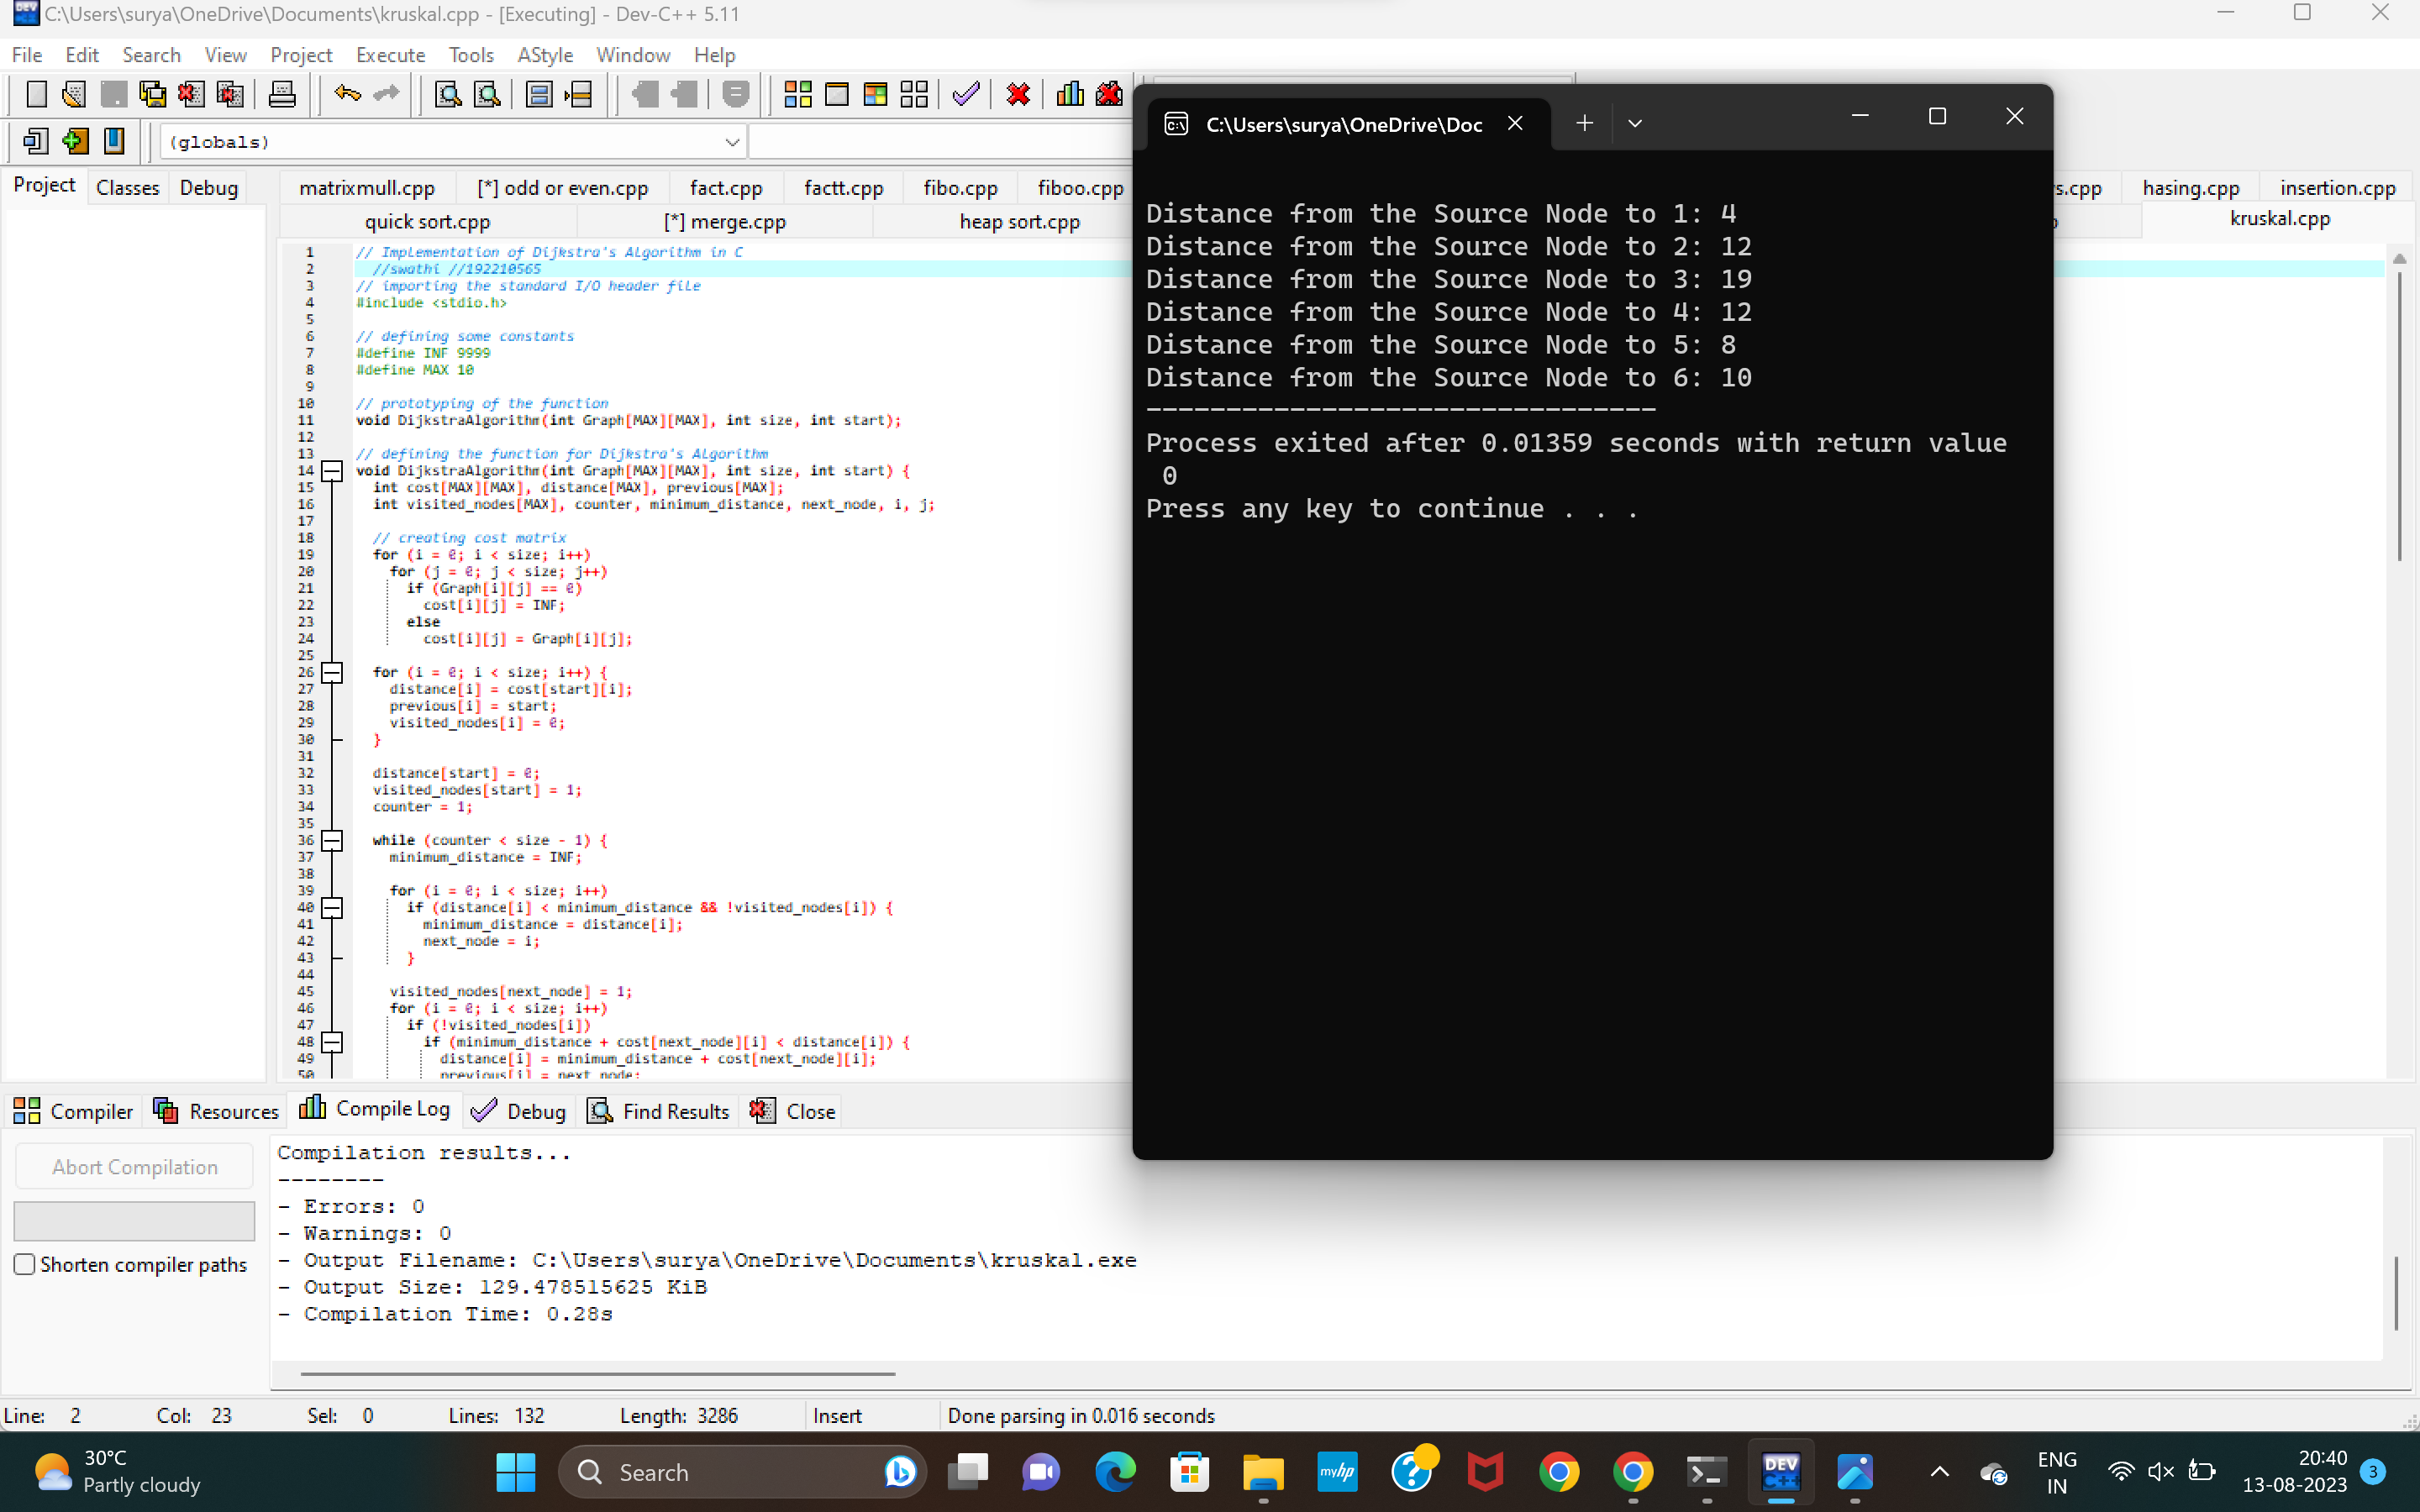 C:\Users\surya\OneDrive\Documents\kruskal.cpp - [Executing] - Dev-C++ 5.11
File Edit Search View Project Execute Tools AStyle Window Help
(globals)
Project Classes Debug
matrixmull.cpp [*] odd or even.cpp fact.cpp factt.cpp fibo.cpp fiboo.cpp s.cpp hasing.cpp insertion.cpp
quick sort.cpp [*] merge.cpp heap sort.cpp kruskal.cpp
1 // Implementation of Dijkstra's Algorithm in C
2 //swathi //192210565
3 // importing the standard I/O header file
4 #include <stdio.h>
5
6 // defining some constants
7 #define INF 9999
8 #define MAX 10
9
10 // prototyping of the function
11 void DijkstraAlgorithm(int Graph[MAX][MAX], int size, int start);
12
13 // defining the function for Dijkstra's Algorithm
14 void DijkstraAlgorithm(int Graph[MAX][MAX], int size, int start) {
15 int cost[MAX][MAX], distance[MAX], previous[MAX];
16 int visited_nodes[MAX], counter, minimum_distance, next_node, i, j;
17
18 // creating cost matrix
19 for (i = 0; i < size; i++)
20 for (j = 0; j < size; j++)
21 if (Graph[i][j] == 0)
22 cost[i][j] = INF;
23 else
24 cost[i][j] = Graph[i][j];
25
26 for (i = 0; i < size; i++) {
27 distance[i] = cost[start][i];
28 previous[i] = start;
29 visited_nodes[i] = 0;
30 }
31
32 distance[start] = 0;
33 visited_nodes[start] = 1;
34 counter = 1;
35
36 while (counter < size - 1) {
37 minimum_distance = INF;
38
39 for (i = 0; i < size; i++)
40 if (distance[i] < minimum_distance && !visited_nodes[i]) {
41 minimum_distance = distance[i];
42 next_node = i;
43 }
44
45 visited_nodes[next_node] = 1;
46 for (i = 0; i < size; i++)
47 if (!visited_nodes[i])
48 if (minimum_distance + cost[next_node][i] < distance[i]) {
49 distance[i] = minimum_distance + cost[next_node][i];
50 previous[i] = next_node;
C:\Users\surya\OneDrive\Doc
Distance from the Source Node to 1: 4
Distance from the Source Node to 2: 12
Distance from the Source Node to 3: 19
Distance from the Source Node to 4: 12
Distance from the Source Node to 5: 8
Distance from the Source Node to 6: 10
--------------------------------
Process exited after 0.01359 seconds with return value
0
Press any key to continue . . .
Compiler Resources Compile Log Debug Find Results Close
Abort Compilation
Shorten compiler paths
Compilation results...
--------
- Errors: 0
- Warnings: 0
- Output Filename: C:\Users\surya\OneDrive\Documents\kruskal.exe
- Output Size: 129.478515625 KiB
- Compilation Time: 0.28s
Line: 2 Col: 23 Sel: 0 Lines: 132 Length: 3286 Insert Done parsing in 0.016 seconds
30°C
Partly cloudy
Search
myhp
DEV C++
ENG
IN
20:40
13-08-2023
3